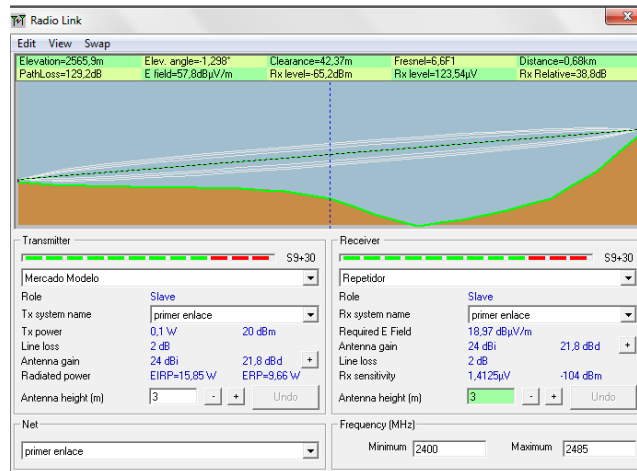 Radio Link
Edit View Swap
Elevation=2565,9m Elev. angle=-1,298° Clearance=42,37m Fresnel=6,6F1 Distance=0,68km
PathLoss=129,2dB E field=57,8dBµV/m Rx level=-65,2dBm Rx level=123,54µV Rx Relative=38,8dB
Transmitter Receiver
S9+30 S9+30
Mercado Modelo Repetidor
Role Slave Role Slave
Tx system name primer enlace Rx system name primer enlace
Tx power 0,1 W 20 dBm Required E Field 18,97 dBµV/m
Line loss 2 dB Antenna gain 24 dBi 21,8 dBd +
Antenna gain 24 dBi 21,8 dBd + Line loss 2 dB
Radiated power EIRP=15,85 W ERP=9,66 W Rx sensitivity 1,4125µV -104 dBm
Antenna height (m) 3 - + Undo Antenna height (m) 3 - + Undo
Net Frequency (MHz)
primer enlace Minimum 2400 Maximum 2485